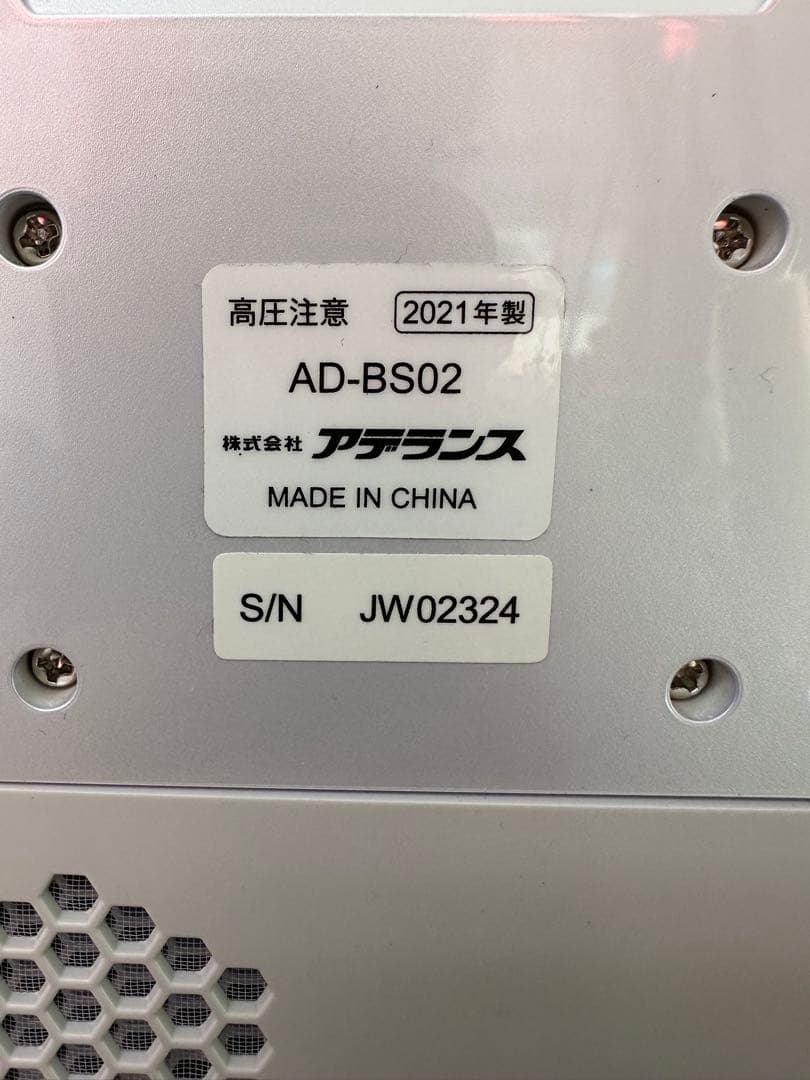 高圧注意 2021年製
AD-BS02
株式会社 アデランス
MADE IN CHINA
S/N JW02324